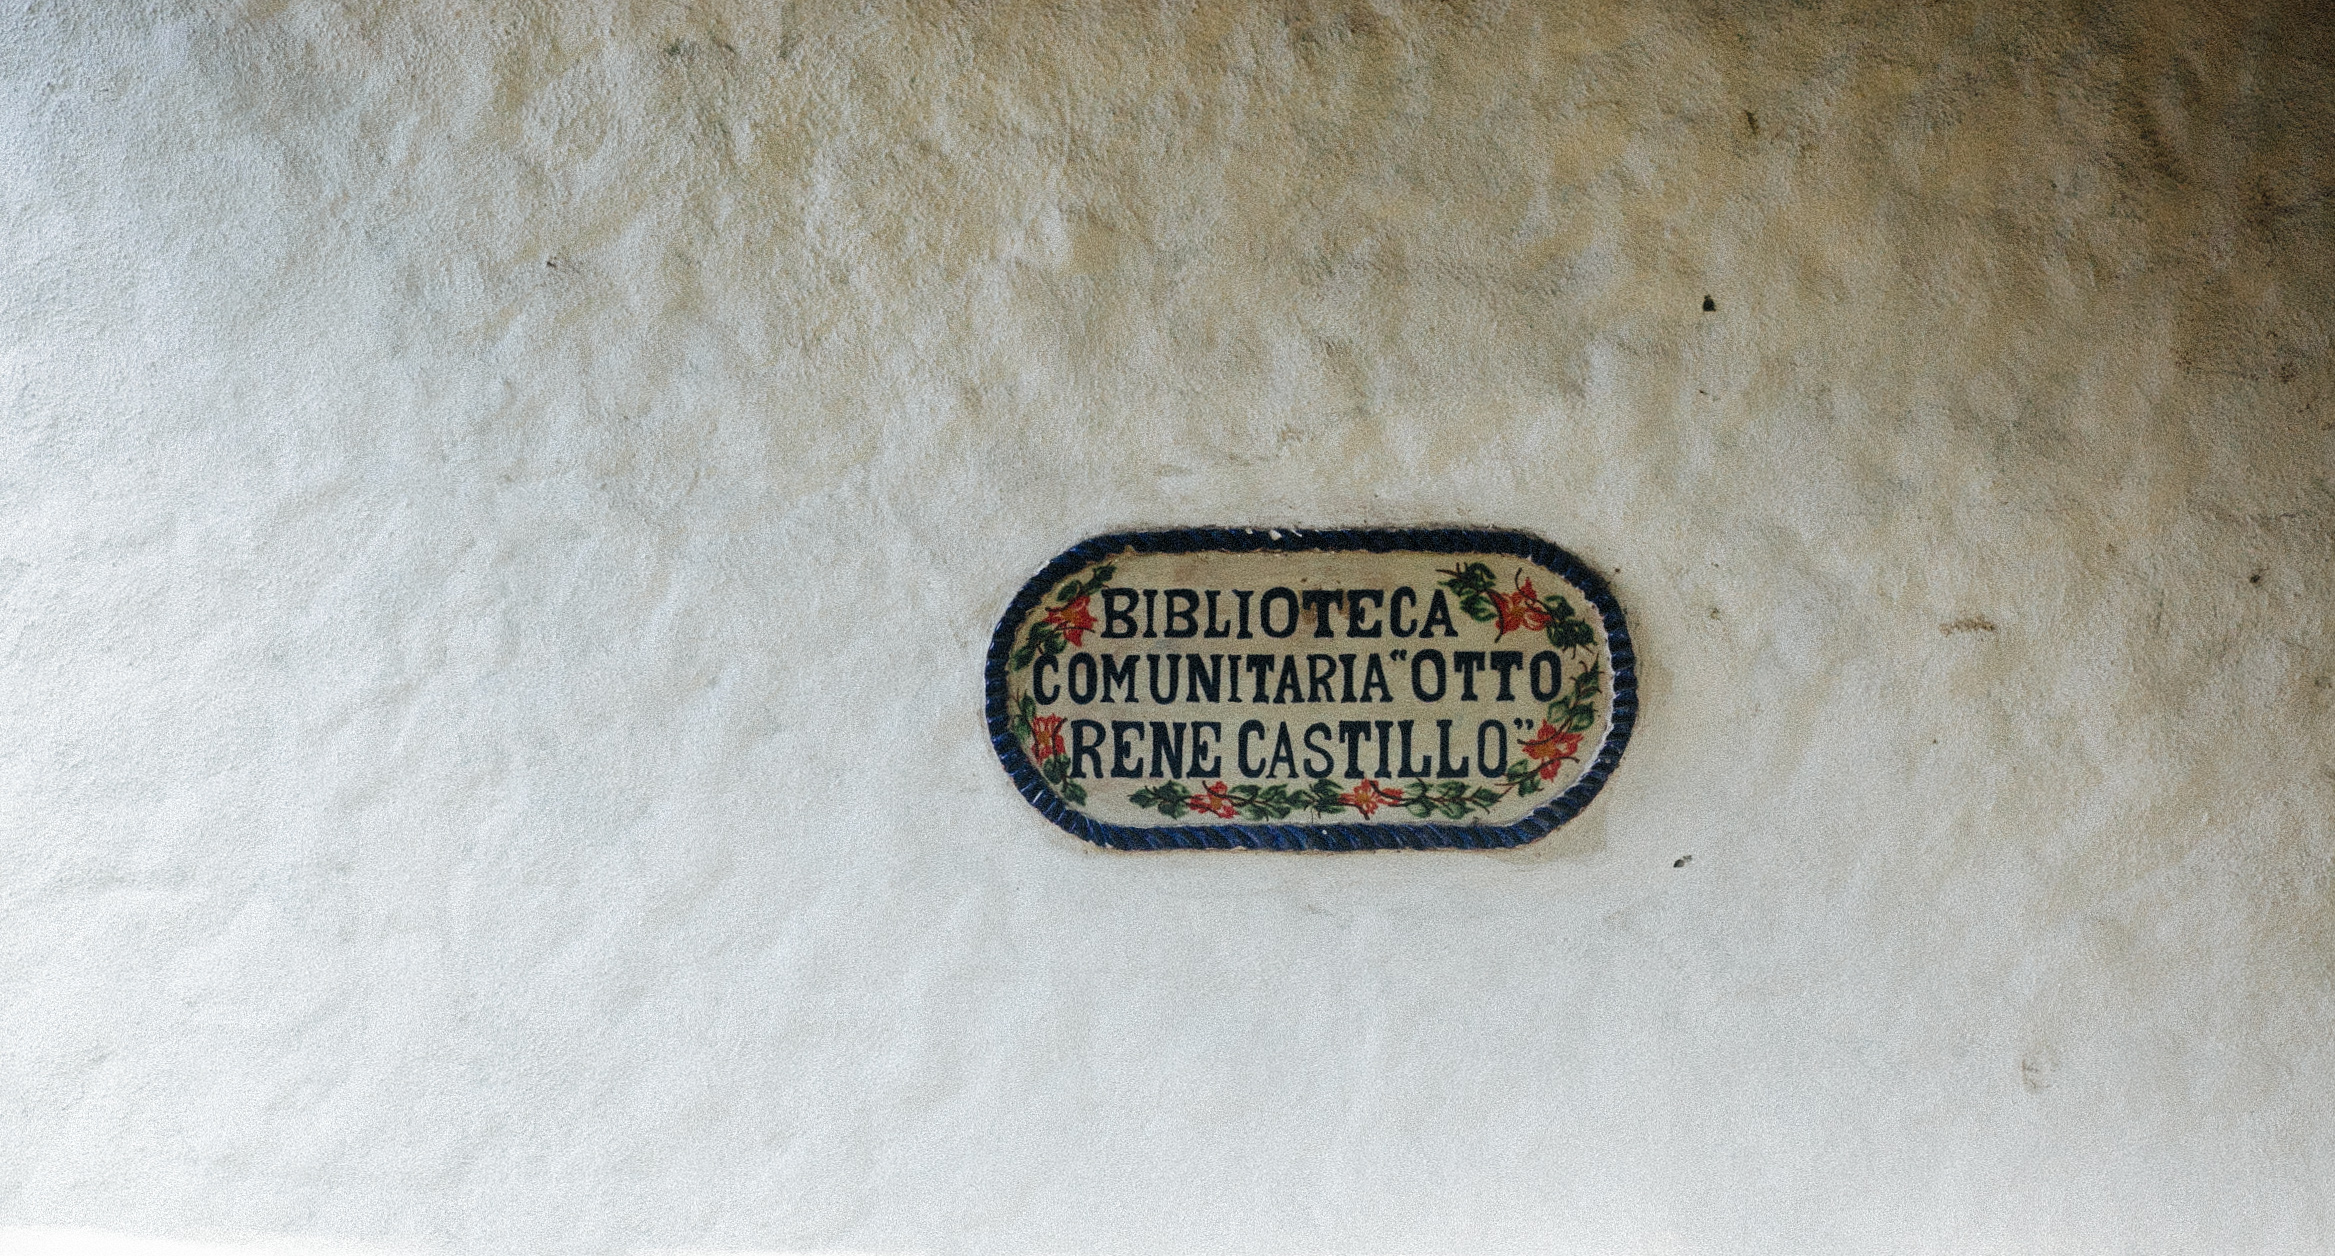 BIBLIOTECA
COMUNITARIA "OTTO
RENE CASTILLO"